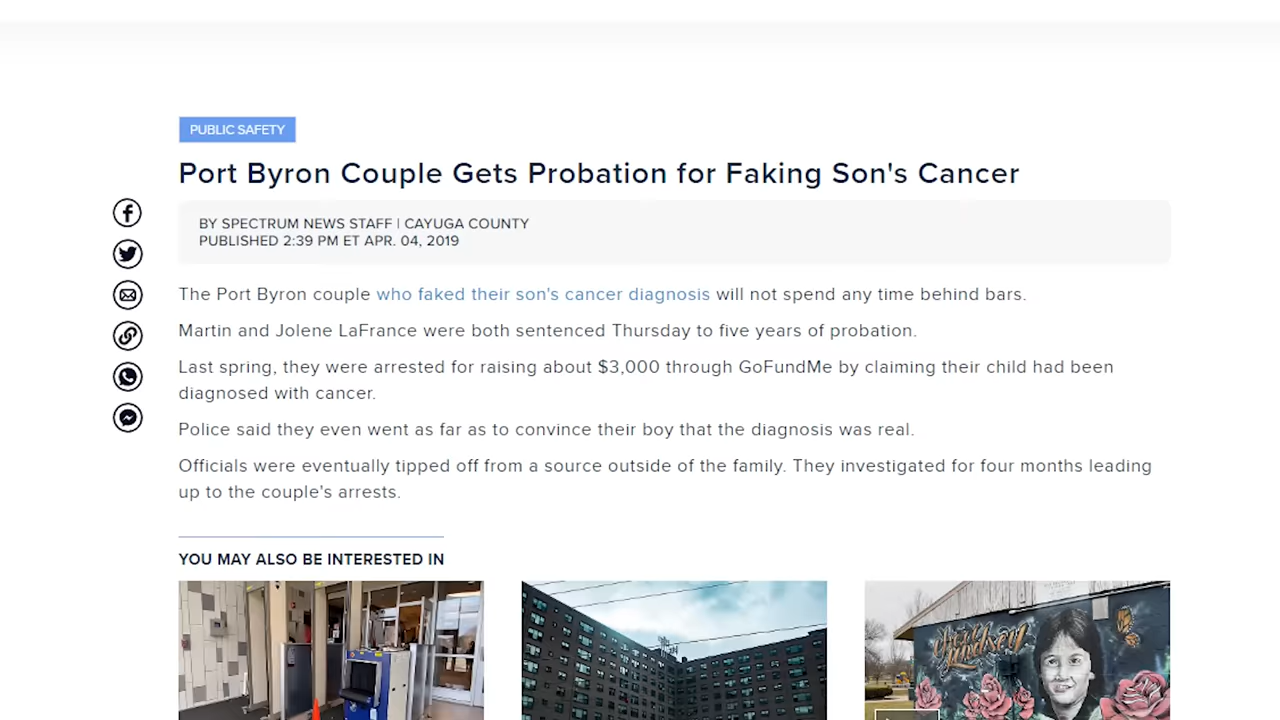 PUBLIC SAFETY
Port Byron Couple Gets Probation for Faking Son's Cancer
BY SPECTRUM NEWS STAFF | CAYUGA COUNTY
PUBLISHED 2:39 PM ET APR. 04, 2019
The Port Byron couple who faked their son's cancer diagnosis will not spend any time behind bars.
Martin and Jolene LaFrance were both sentenced Thursday to five years of probation.
Last spring, they were arrested for raising about $3,000 through GoFundMe by claiming their child had been
diagnosed with cancer.
Police said they even went as far as to convince their boy that the diagnosis was real.
Officials were eventually tipped off from a source outside of the family. They investigated for four months leading
up to the couple's arrests.
YOU MAY ALSO BE INTERESTED IN